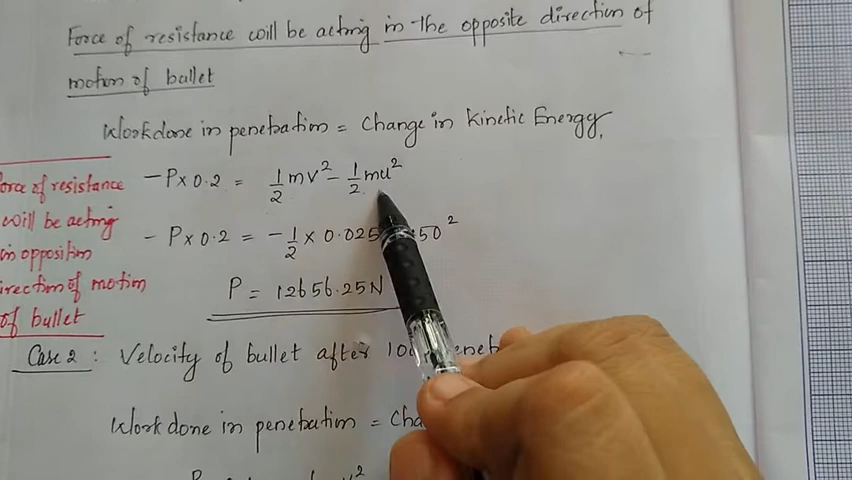 Force of resistance will be acting in the opposite direction of
motion of bullet
Workdone in penetration = Change in Kinetic Energy,
Force of resistance
will be acting
in opposition
direction of motion
of bullet
-P×0.2 = 1/2 mv² - 1/2 mu²
-P×0.2 = -1/2 × 0.025 50²
P = 12656.25N
Case 2 : Velocity of bullet after
Workdone in penetration =